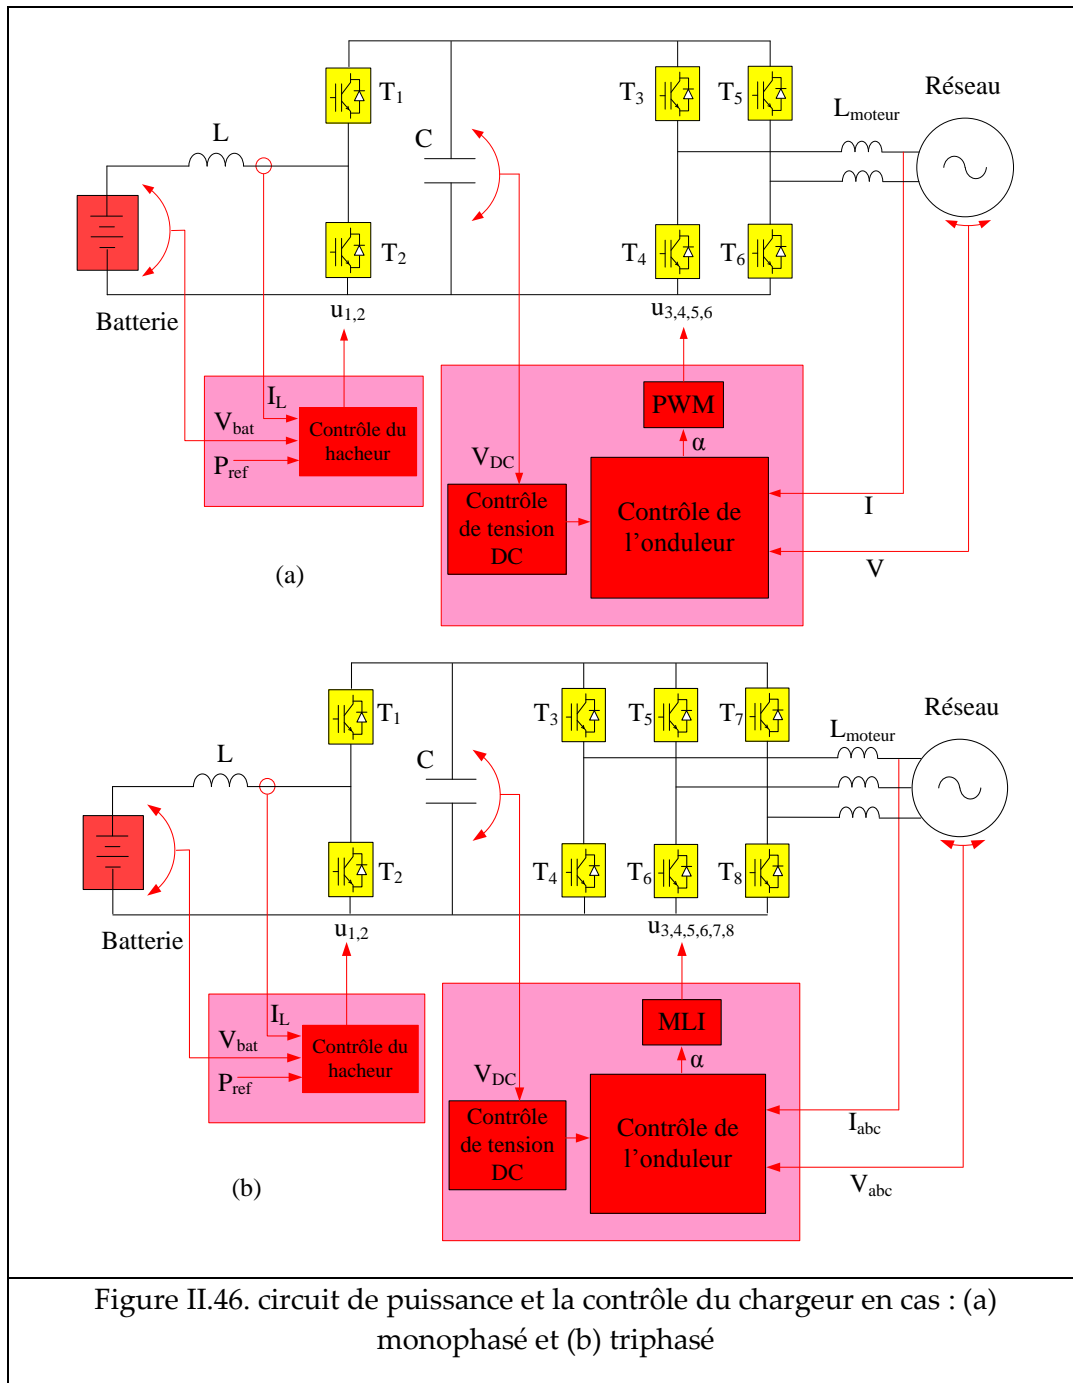 T1
T3
T5
Réseau
Lmoteur
L
C
T2
T4
T6
Batterie
u1,2
u3,4,5,6
IL
Vbat
Pref
Contrôle du
hacheur
PWM
α
VDC
Contrôle
de tension
DC
Contrôle de
l’onduleur
I
V
(a)
T1
T3
T5
T7
Réseau
Lmoteur
L
C
T2
T4
T6
T8
Batterie
u1,2
u3,4,5,6,7,8
IL
Vbat
Pref
Contrôle du
hacheur
MLI
α
VDC
Contrôle
de tension
DC
Contrôle de
l’onduleur
Iabc
Vabc
(b)
Figure II.46. circuit de puissance et la contrôle du chargeur en cas : (a)
monophasé et (b) triphasé